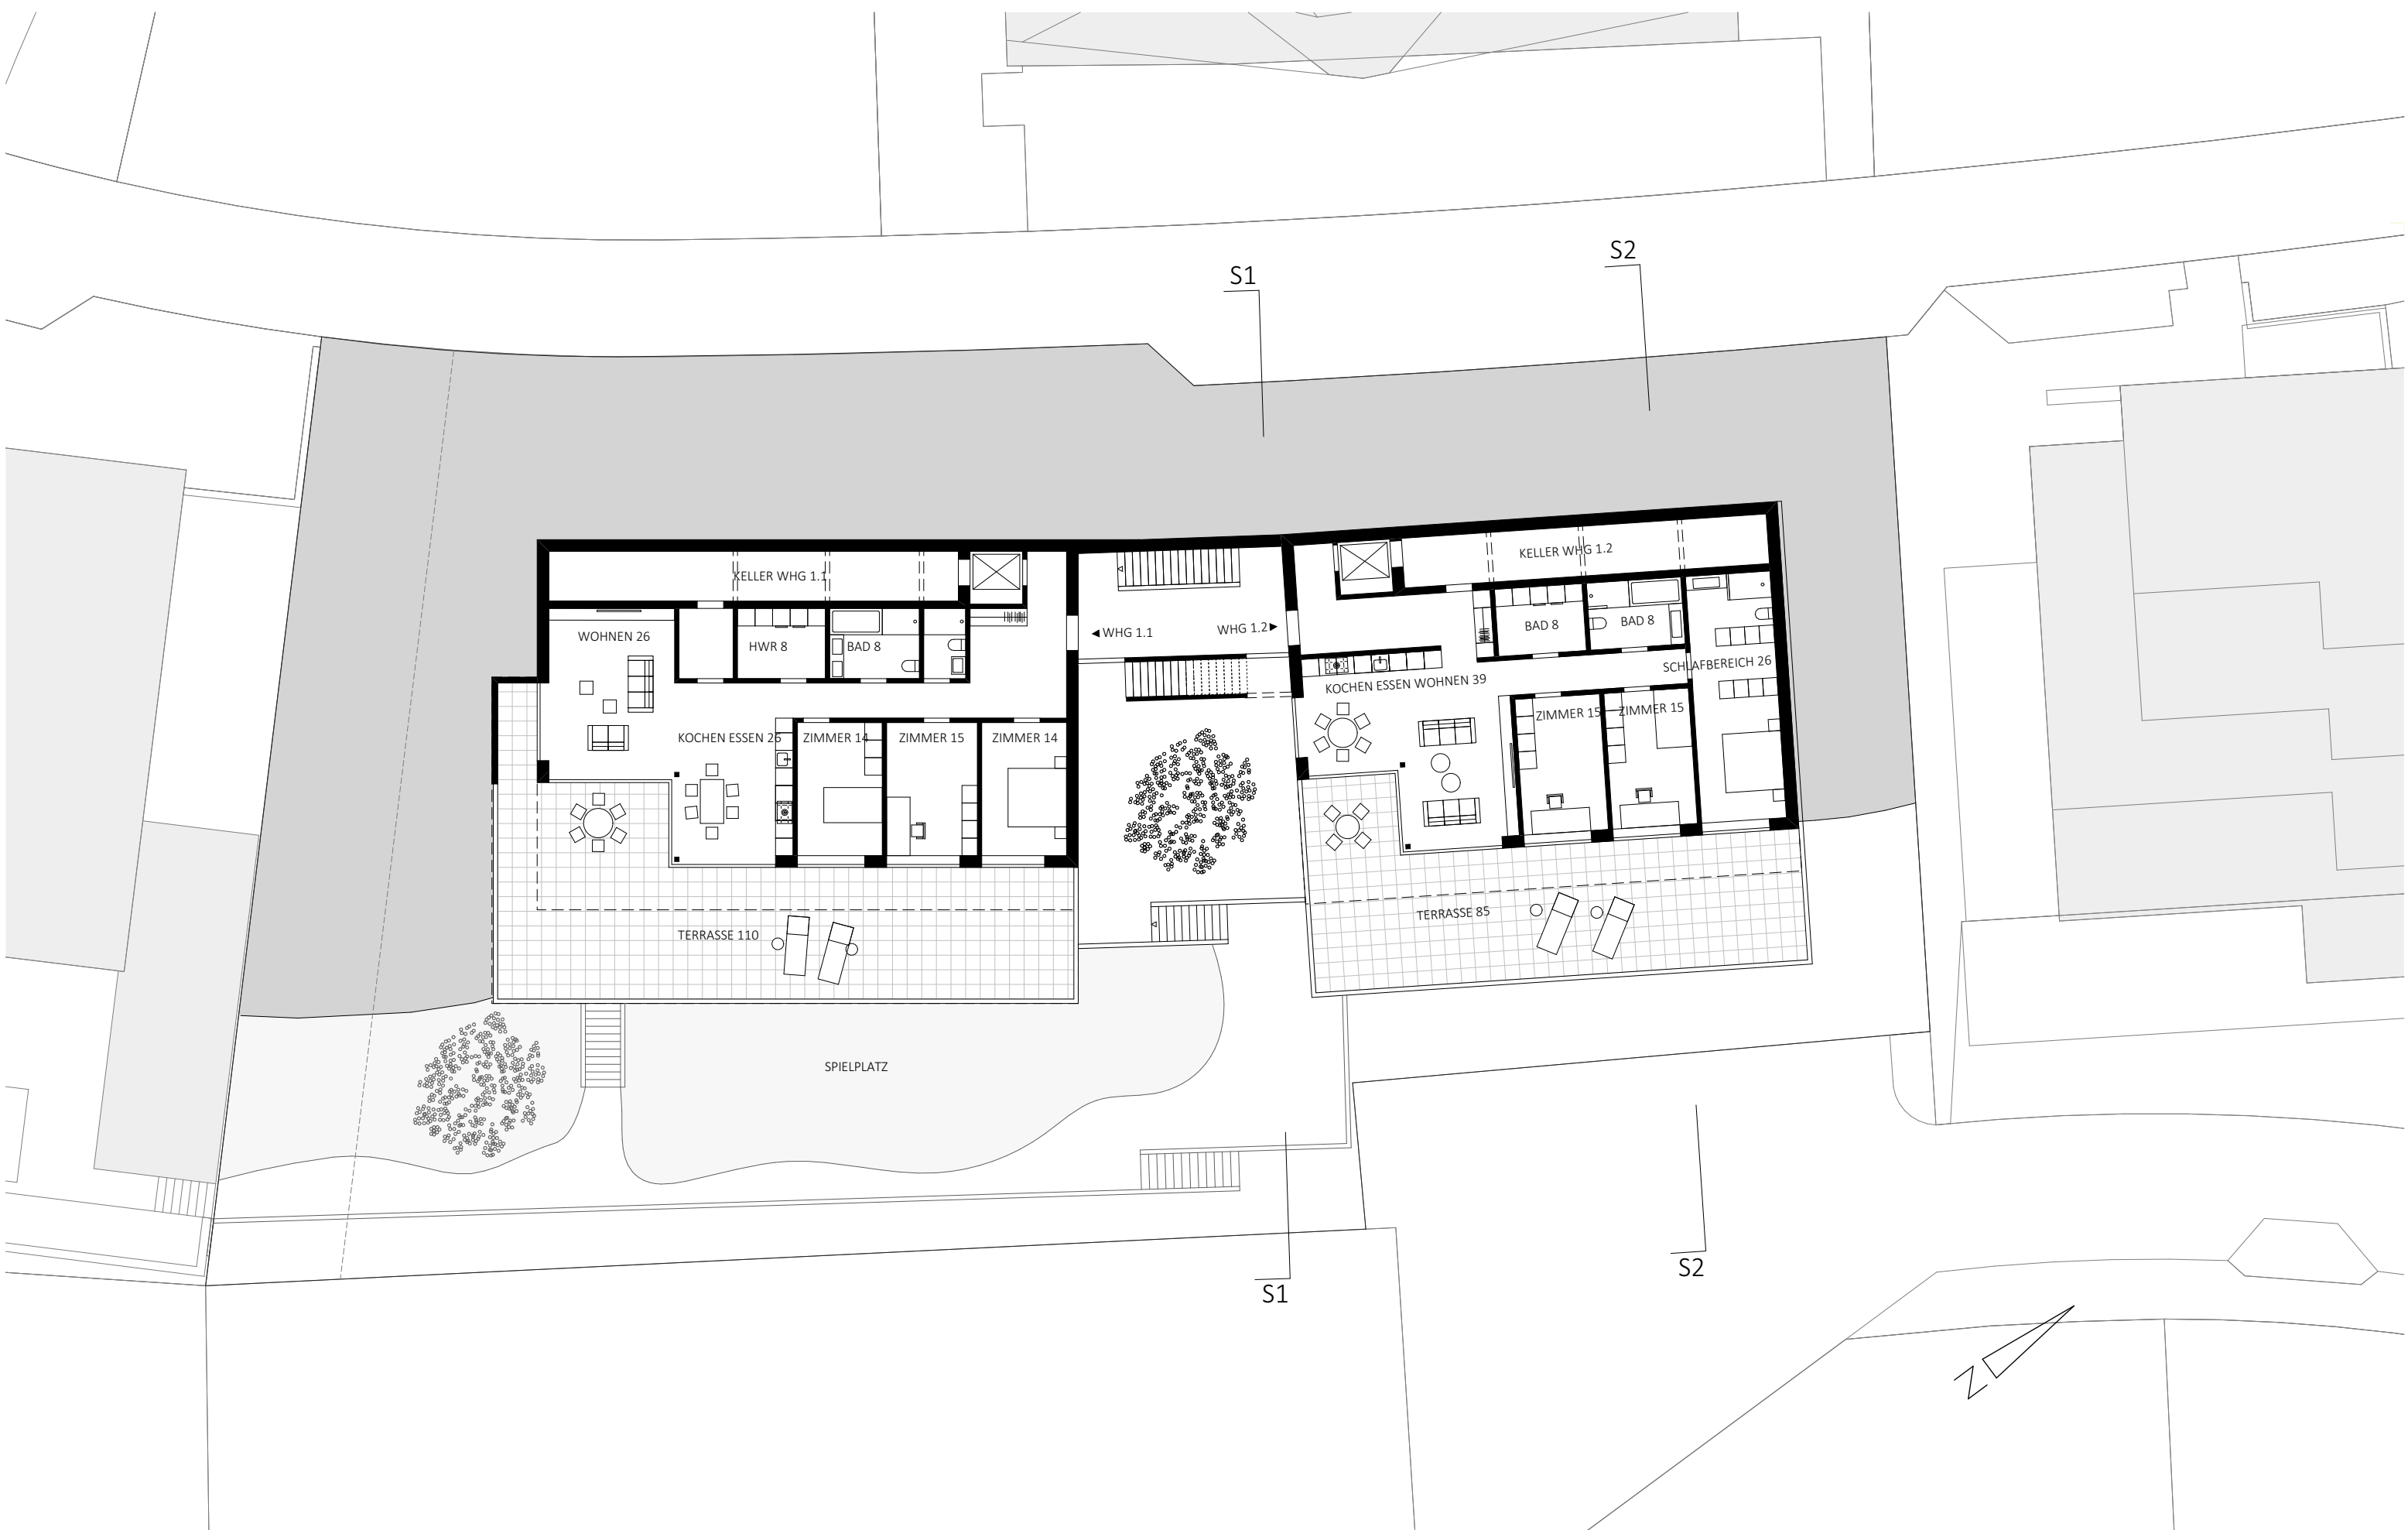 S2
S1
KELLER WHG 1.2
KELLER WHG 1.1
WOHNEN 26
HWR 8
BAD 8
WHG 1.1
WHG 1.2
BAD 8
BAD 8
SCHLAFBEREICH 26
KOCHEN ESSEN WOHNEN 39
KOCHEN ESSEN 26
ZIMMER 14
ZIMMER 15
ZIMMER 14
ZIMMER 15
ZIMMER 15
TERRASSE 110
TERRASSE 85
SPIELPLATZ
S1
S2
N